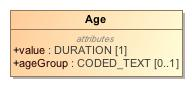 Age
attributes
+value : DURATION [1]
+ageGroup : CODED_TEXT [0..1]